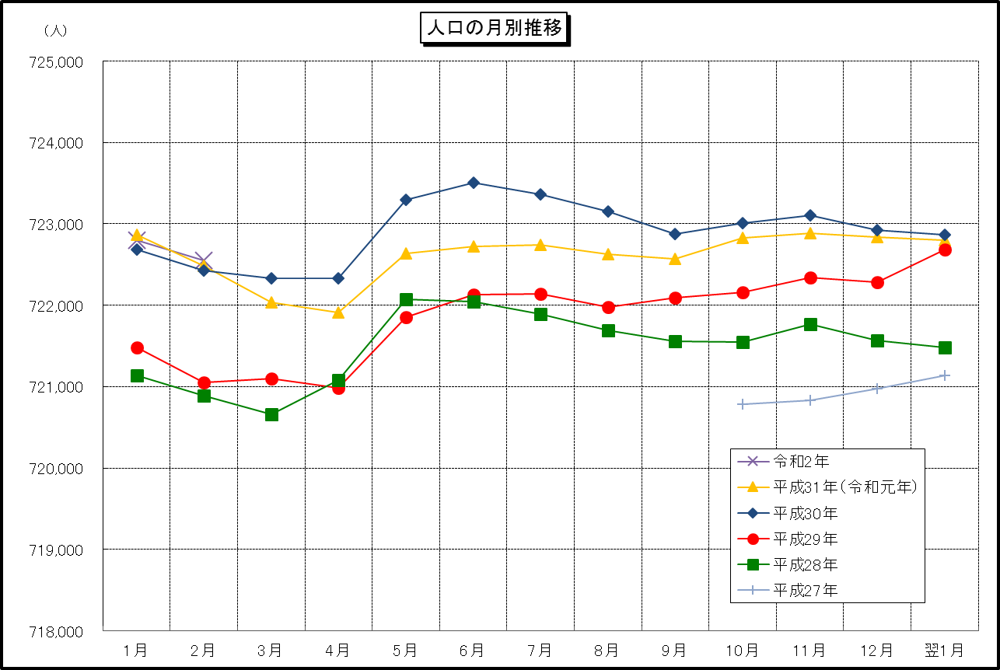 人口の月別推移
（人）
725,000
724,000
723,000
722,000
721,000
720,000
719,000
718,000
1月 2月 3月 4月 5月 6月 7月 8月 9月 10月 11月 12月 翌1月
令和2年
平成31年（令和元年）
平成30年
平成29年
平成28年
平成27年